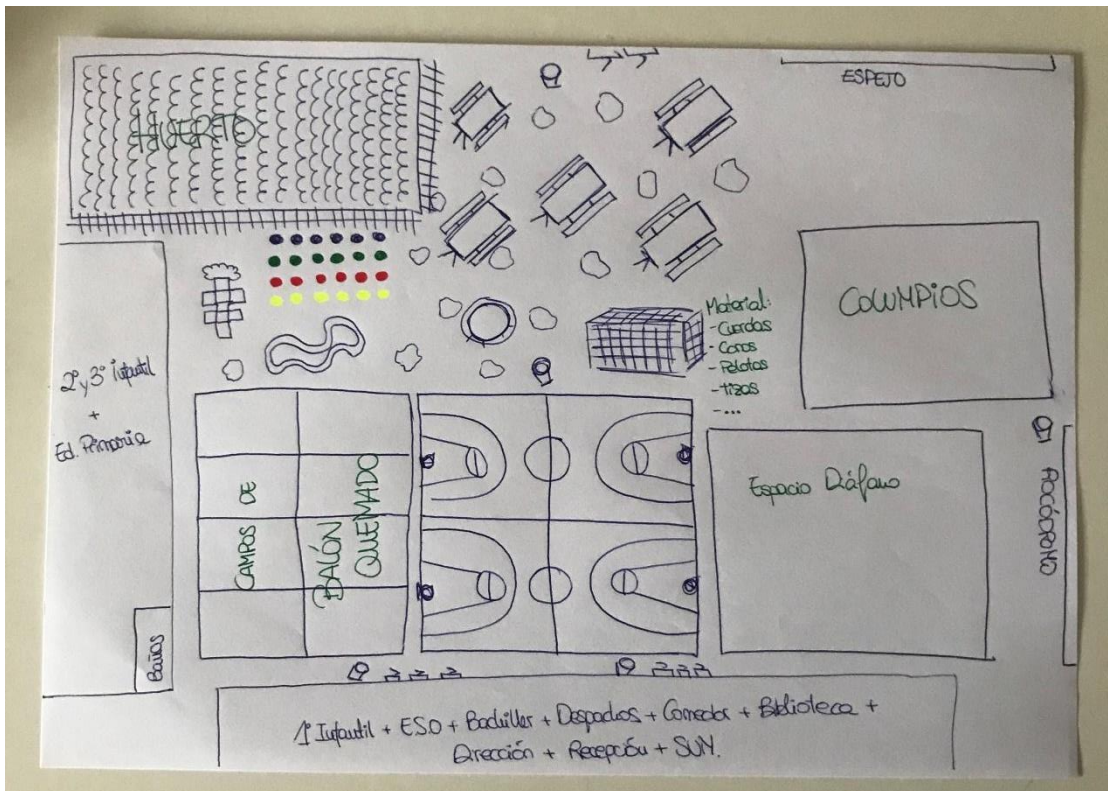 ESPEJO
HUERTO
Material:
- Cuerdas
- Conos
- Pelotas
- Tizas
- ...
COLUMPIOS
2º y 3º Infantil
+
Ed. Primaria
CAMPOS DE
BALÓN
QUEMADO
Espacio Diáfano
ROCÓDROMO
Baños
1º Infantil + E.S.O + Bachiller + Despachos + Comedor + Biblioteca +
Dirección + Recepción + SUM.